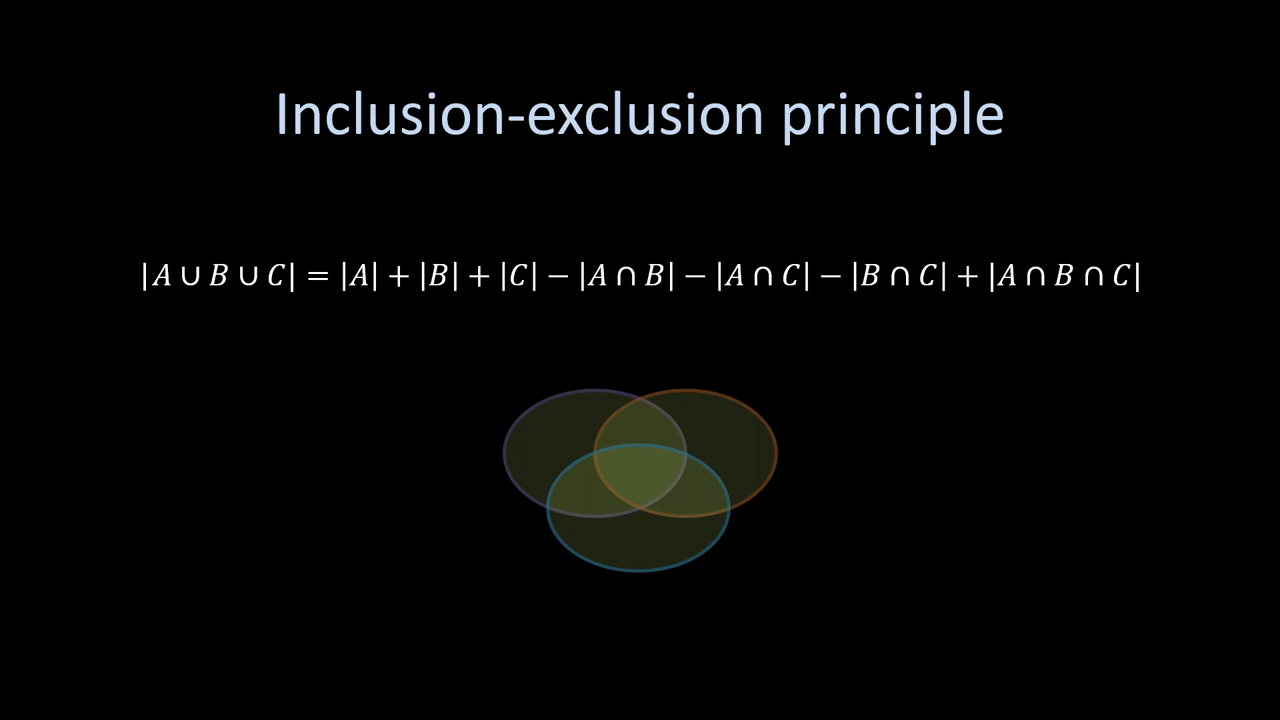 Inclusion-exclusion principle
|A ∪ B ∪ C| = |A| + |B| + |C| − |A ∩ B| − |A ∩ C| − |B ∩ C| + |A ∩ B ∩ C|